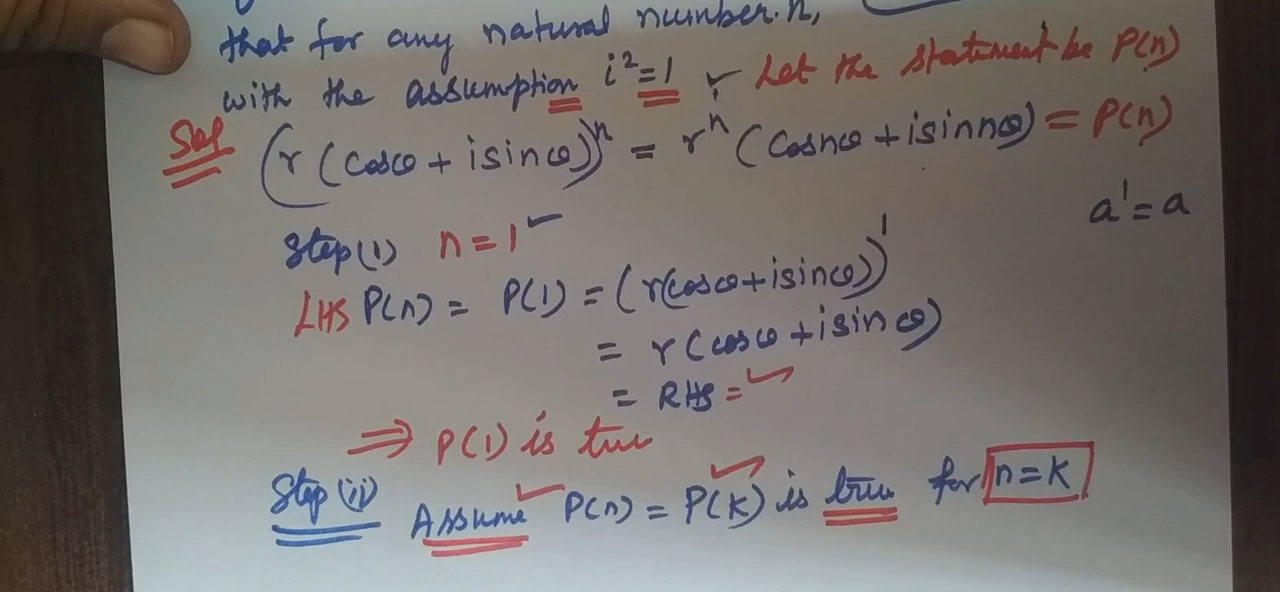 that for any natural number. n,
with the assumption i²=1 ✓ Let the statement be P(n)
Sol (r(cosθ + isinθ))ⁿ = rⁿ(cosnθ + isinnθ) = P(n)
a¹=a
Step(1) n=1
LHS P(n) = P(1) = (r(cosθ+isinθ))¹
= r(cosθ+isinθ)
= RHS =
⇒ P(1) is true
Step (ii) Assume P(n) = P(k) is true for n=k